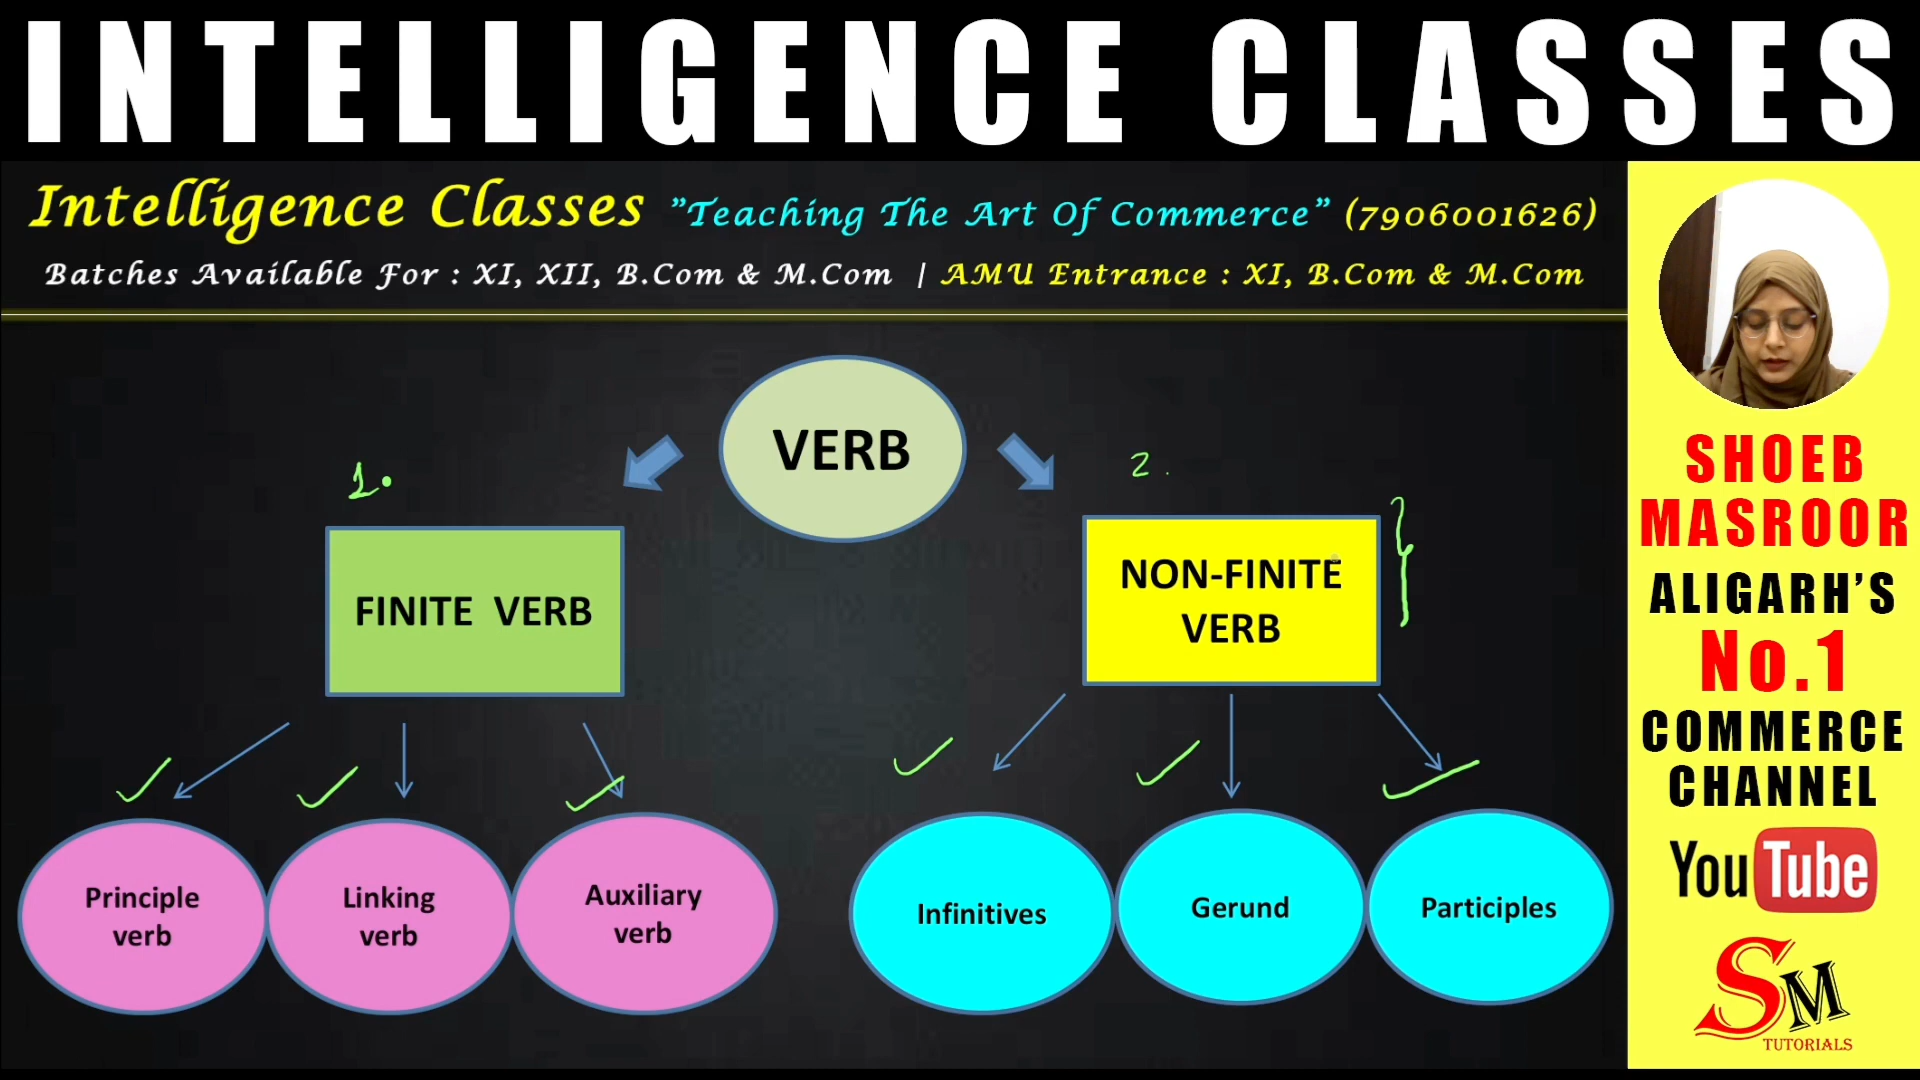 INTELLIGENCE CLASSES
Intelligence Classes "Teaching The Art Of Commerce" (7906001626)
Batches Available For : XI, XII, B.Com & M.Com | AMU Entrance : XI, B.Com & M.Com
VERB
1.
2.
FINITE VERB
NON-FINITE
VERB
Principle
verb
Linking
verb
Auxiliary
verb
Infinitives
Gerund
Participles
SHOEB
MASROOR
ALIGARH'S
No.1
COMMERCE
CHANNEL
YouTube
SM
TUTORIALS